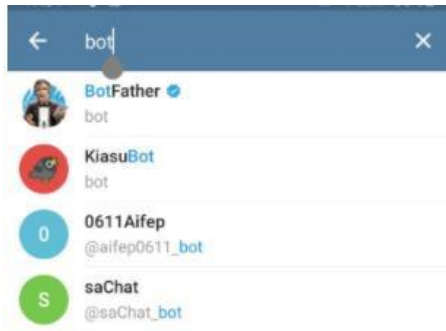 bot
BotFather
bot
KiasuBot
bot
0
0611Aifep
@aifep0611_bot
S
saChat
@saChat_bot